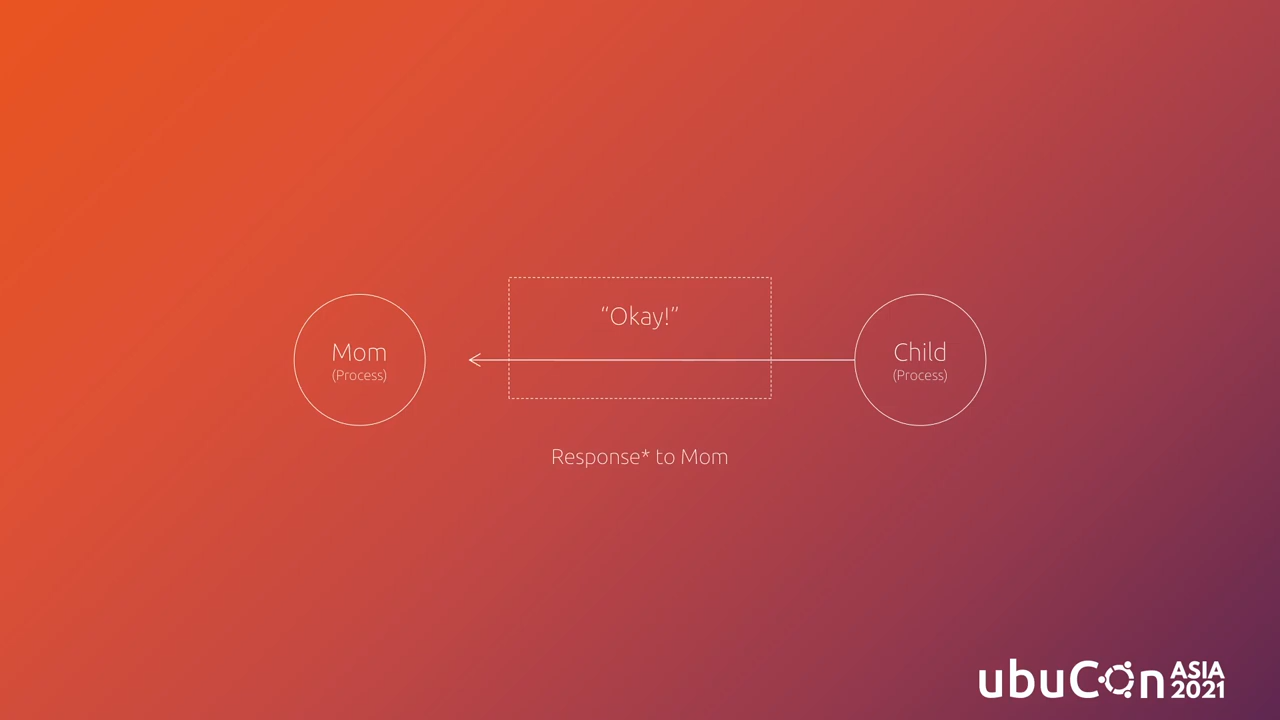 “Okay!”
Mom
(Process)
Child
(Process)
Response* to Mom
ubuCon ASIA 2021